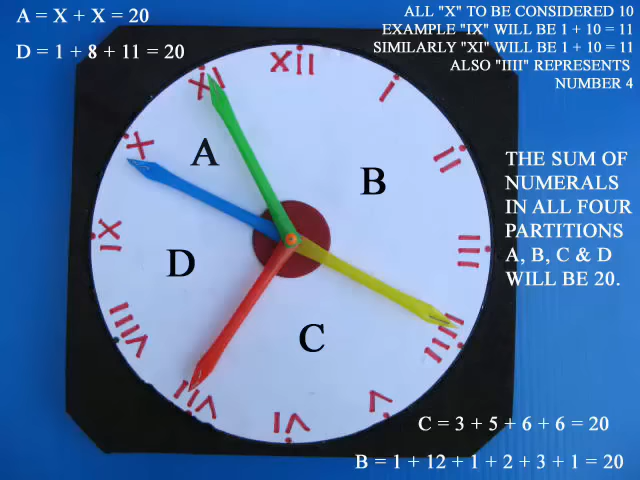 A = X + X = 20
D = 1 + 8 + 11 = 20
ALL "X" TO BE CONSIDERED 10
EXAMPLE "IX" WILL BE 1 + 10 = 11
SIMILARLY "XI" WILL BE 1 + 10 = 11
ALSO "IIII" REPRESENTS
NUMBER 4
xii
i
ii
iii
iiii
v
vi
vii
viii
ix
x
xi
A
B
C
D
THE SUM OF
NUMERALS
IN ALL FOUR
PARTITIONS
A, B, C & D
WILL BE 20.
C = 3 + 5 + 6 + 6 = 20
B = 1 + 12 + 1 + 2 + 3 + 1 = 20